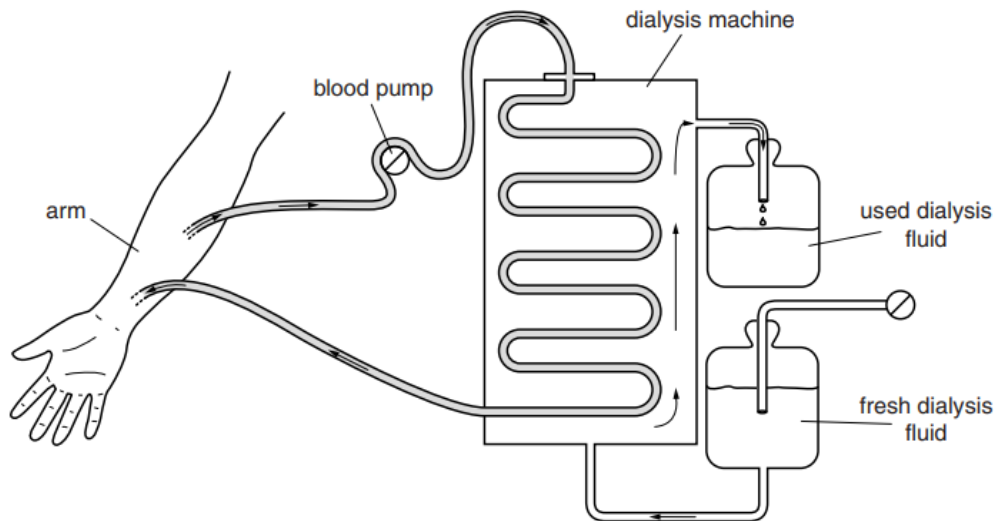 dialysis machine
blood pump
arm
used dialysis
fluid
fresh dialysis
fluid